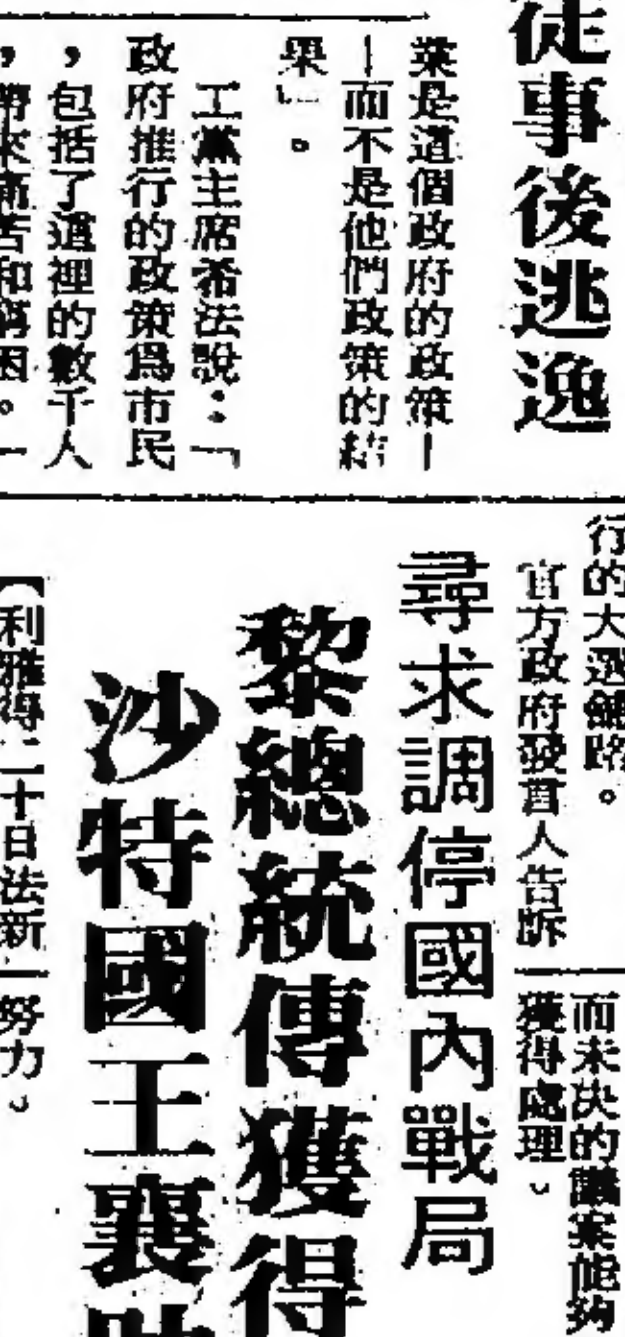 徒事後逃逸
業是這個政府的政策—
—而不是他們政策的結
果」。
工黨主席希法說：「
政府推行的政策爲市民
，包括了這裡的數千人
，帶來痛苦和窮困。一
行的大選舖路。
官方政府發言人告訴
而未決的議案能夠
獲得處理。
尋求調停國內戰局
黎總統傳獲得
沙特國王襄助
【利雅得二十日法新
努力。